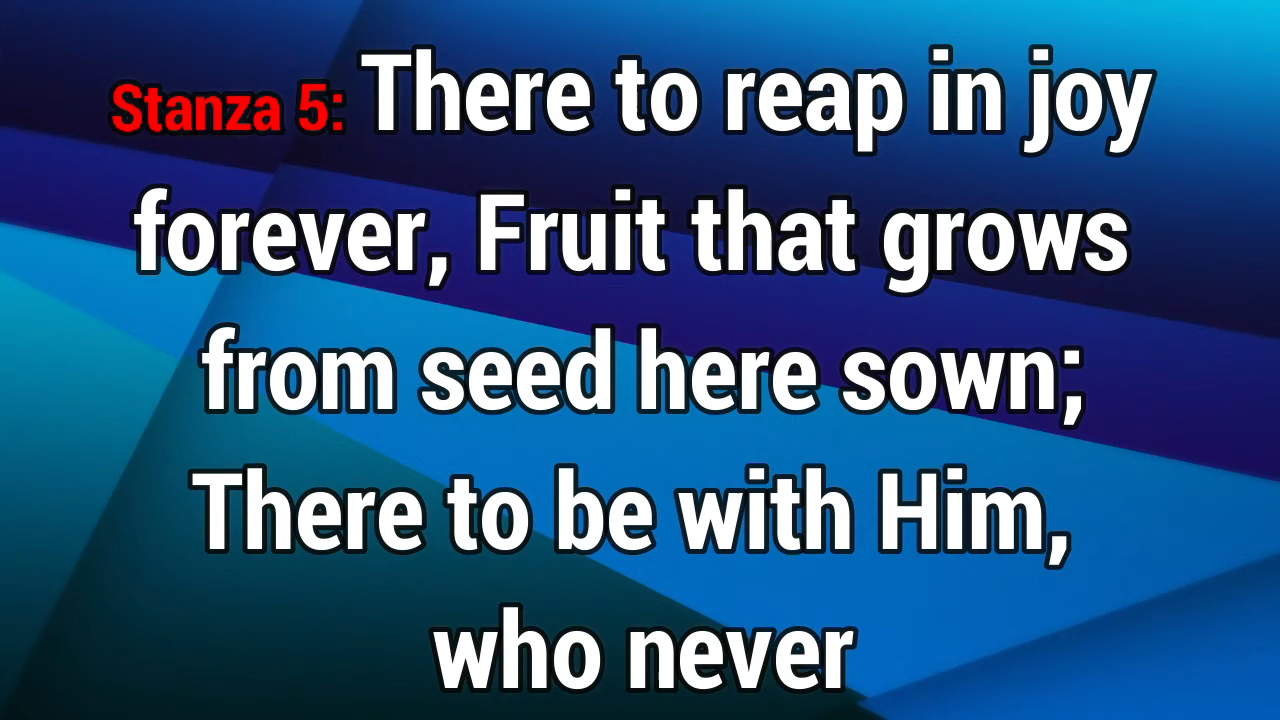 Stanza 5: There to reap in joy
forever, Fruit that grows
from seed here sown;
There to be with Him,
who never